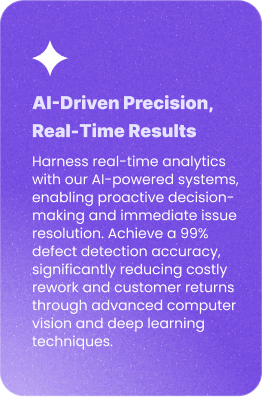 AI-Driven Precision,
Real-Time Results
Harness real-time analytics
with our AI-powered systems,
enabling proactive decision-
making and immediate issue
resolution. Achieve a 99%
defect detection accuracy,
significantly reducing costly
rework and customer returns
through advanced computer
vision and deep learning
techniques.